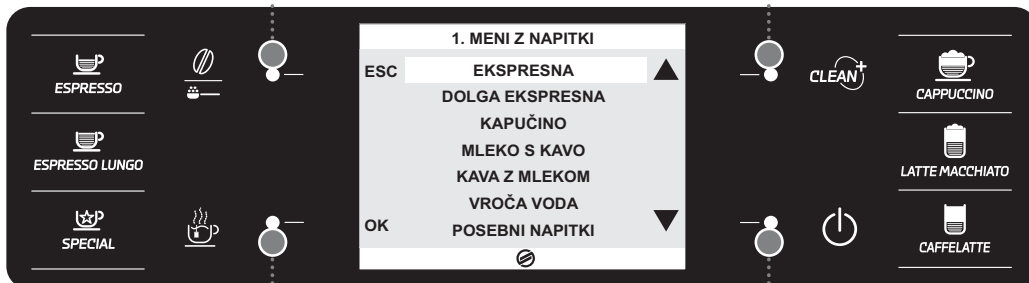 ESPRESSO
ESPRESSO LUNGO
SPECIAL
1. MENI Z NAPITKI
ESC
EKSPRESNA
DOLGA EKSPRESNA
KAPUČINO
MLEKO S KAVO
KAVA Z MLEKOM
VROČA VODA
OK
POSEBNI NAPITKI
CLEAN+
CAPPUCCINO
LATTE MACCHIATO
CAFFELATTE